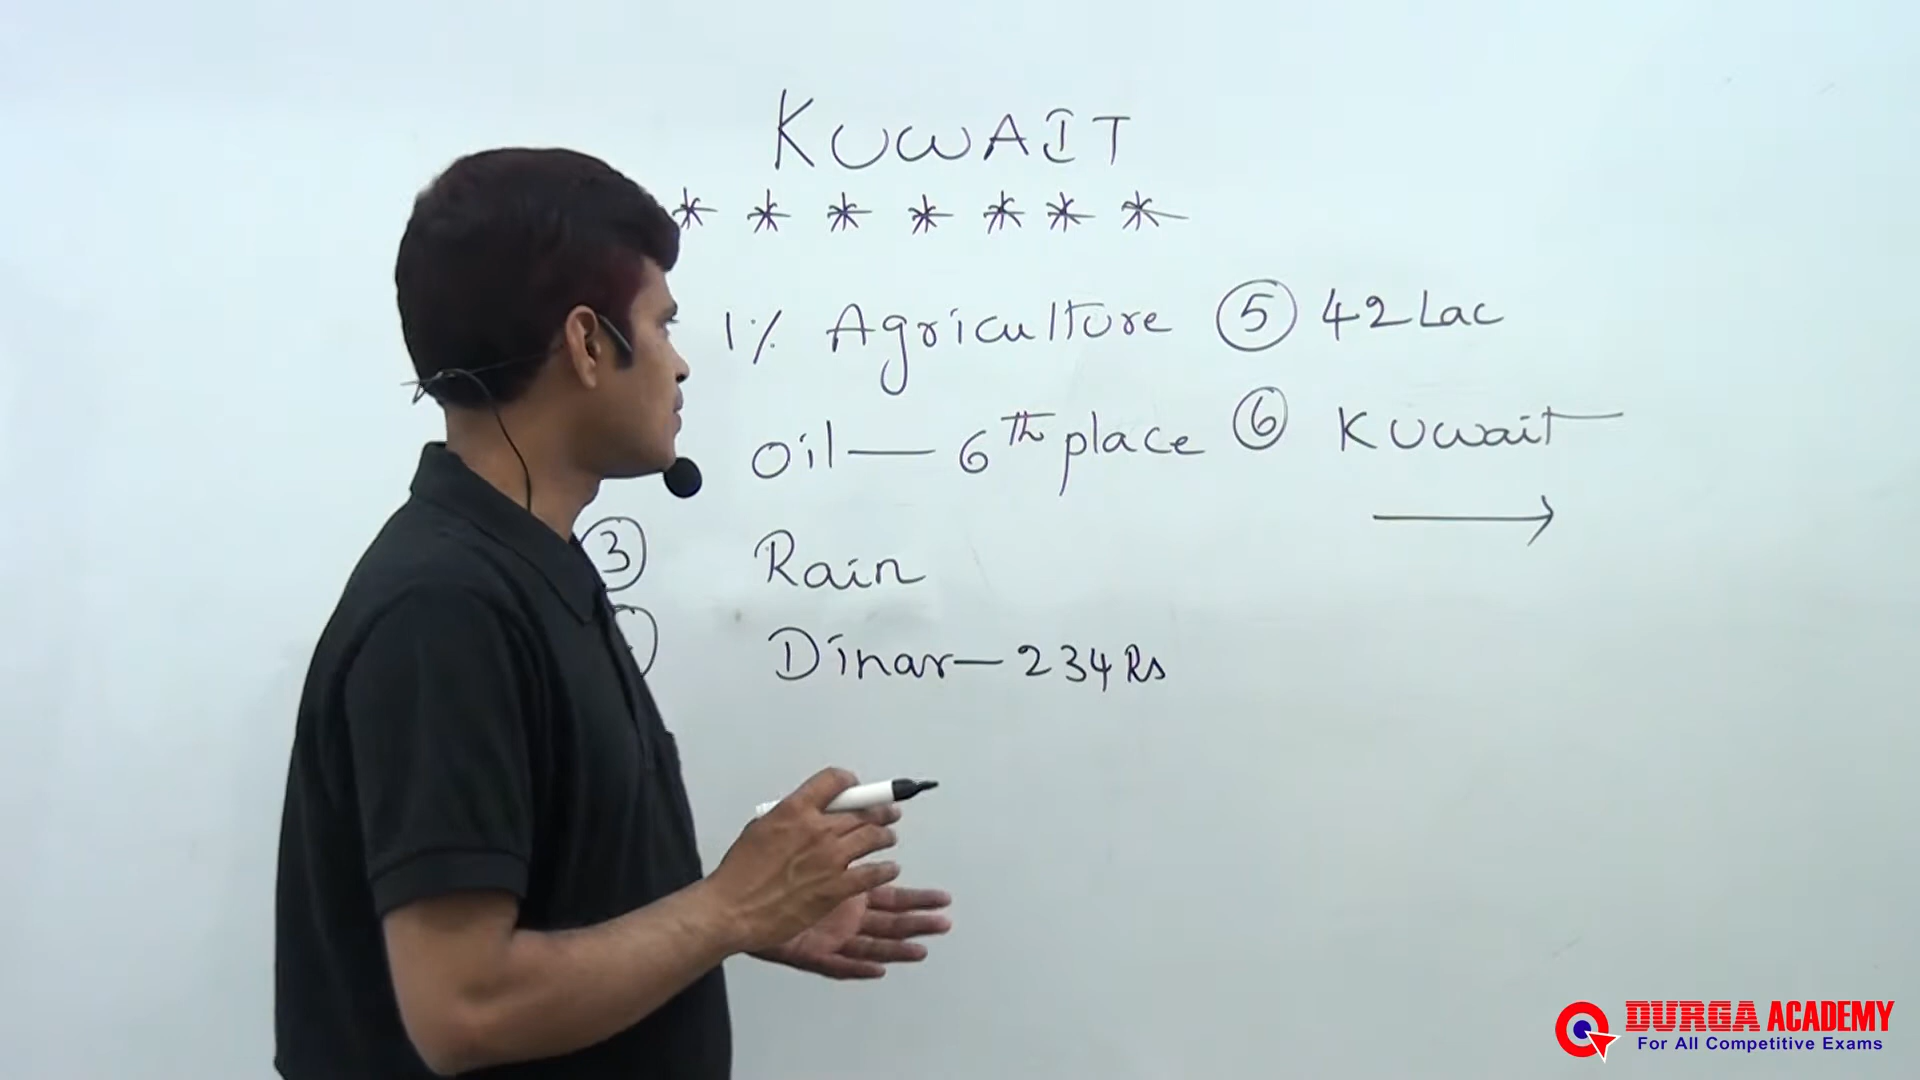 KUWAIT
* * * * * * *
1% Agriculture
Oil — 6th place
3 Rain
Dinar — 234 Rs
5 42 Lac
6 Kuwait
→
DURGA ACADEMY
For All Competitive Exams